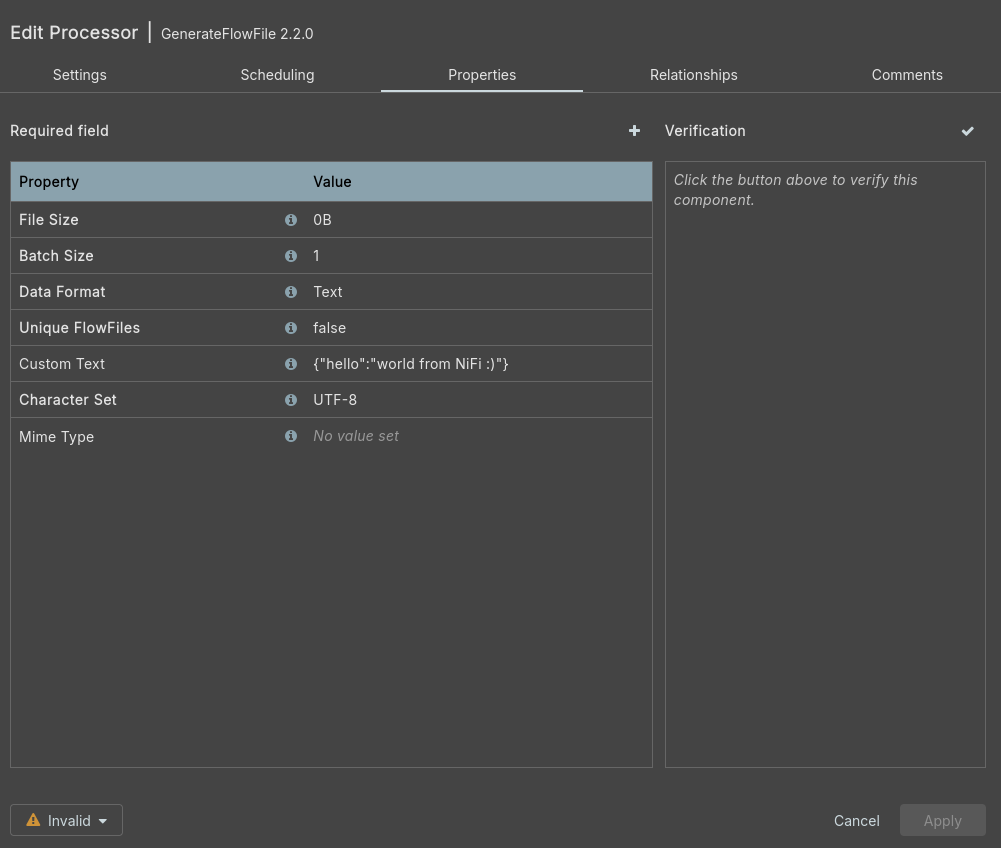 Edit Processor | GenerateFlowFile 2.2.0
Settings Scheduling Properties Relationships Comments
Required field
Verification
Property Value
File Size 0B
Batch Size 1
Data Format Text
Unique FlowFiles false
Custom Text {"hello":"world from NiFi :)"}
Character Set UTF-8
Mime Type No value set
Click the button above to verify this
component.
Invalid
Cancel Apply